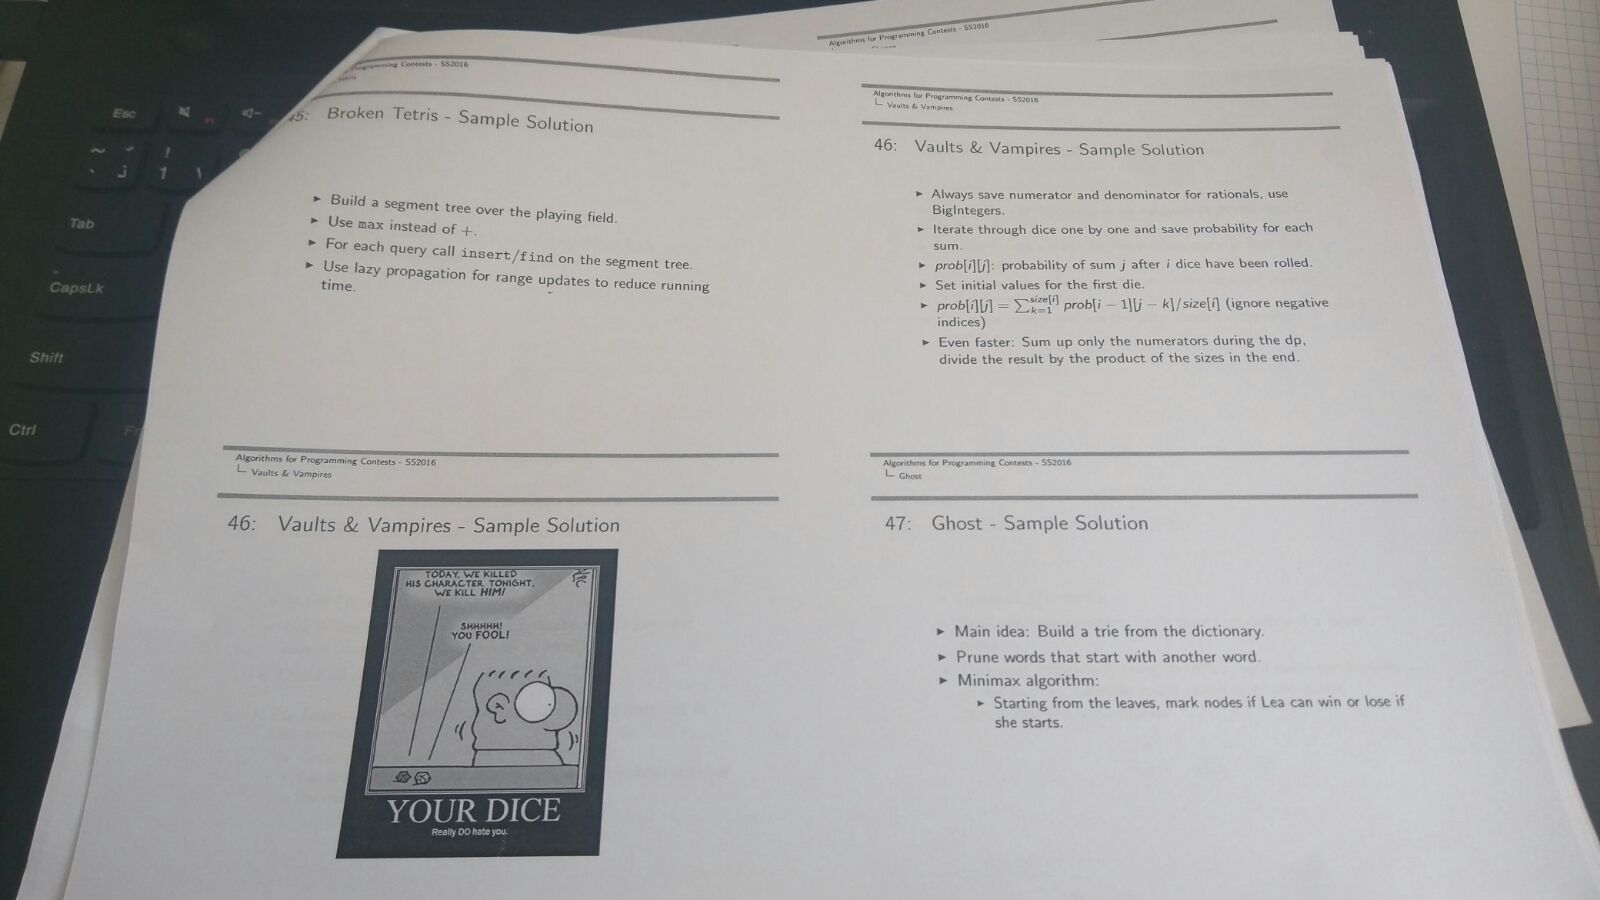 Algorithms for Programming Contests - SS2016
Programming Contests - SS2016
Tetris
45: Broken Tetris - Sample Solution
► Build a segment tree over the playing field.
► Use max instead of +.
► For each query call insert/find on the segment tree.
► Use lazy propagation for range updates to reduce running
time.
Algorithms for Programming Contests - SS2016
Vaults & Vampires
46: Vaults & Vampires - Sample Solution
► Always save numerator and denominator for rationals, use
BigIntegers.
► Iterate through dice one by one and save probability for each
sum.
► prob[i][j]: probability of sum j after i dice have been rolled.
► Set initial values for the first die.
► prob[i][j] = ∑_{k=1}^{size[i]} prob[i − 1][j − k]/size[i] (ignore negative
indices)
► Even faster: Sum up only the numerators during the dp,
divide the result by the product of the sizes in the end.
Algorithms for Programming Contests - SS2016
Vaults & Vampires
46: Vaults & Vampires - Sample Solution
TODAY, WE KILLED
HIS CHARACTER. TONIGHT,
WE KILL HIM!
SHHHHH!
YOU FOOL!
YOUR DICE
Really DO hate you.
Algorithms for Programming Contests - SS2016
Ghost
47: Ghost - Sample Solution
► Main idea: Build a trie from the dictionary.
► Prune words that start with another word.
► Minimax algorithm:
► Starting from the leaves, mark nodes if Lea can win or lose if
she starts.
Esc
~
!
1
Tab
CapsLk
Shift
Ctrl